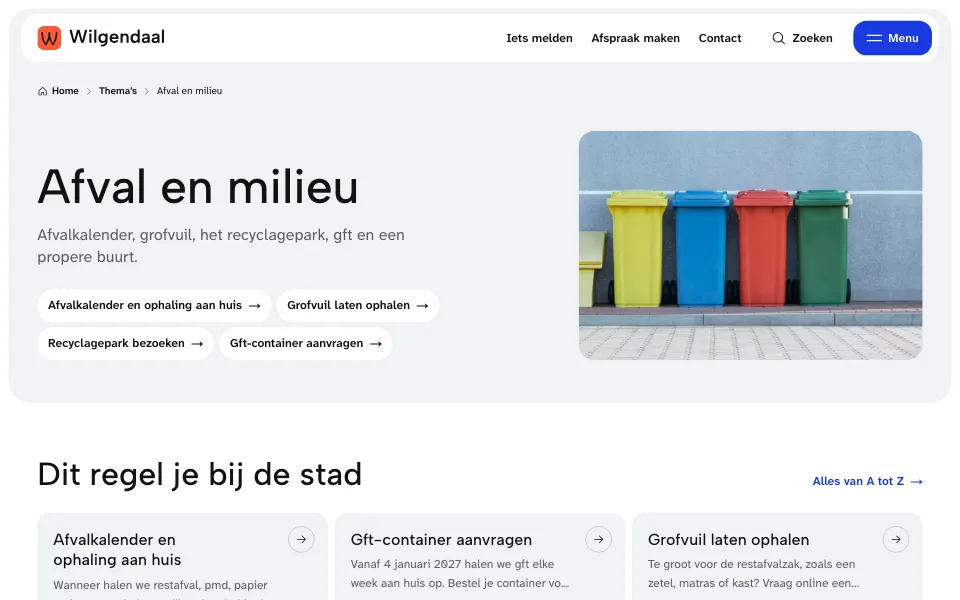 Wilgendaal
Iets melden
Afspraak maken
Contact
Zoeken
Menu
Home
Thema's
Afval en milieu
Afval en milieu
Afvalkalender, grofvuil, het recyclagepark, gft en een
propere buurt.
Afvalkalender en ophaling aan huis →
Grofvuil laten ophalen →
Recyclagepark bezoeken →
Gft-container aanvragen →
Dit regel je bij de stad
Alles van A tot Z →
Afvalkalender en
ophaling aan huis
Wanneer halen we restafval, pmd, papier
Gft-container aanvragen
Vanaf 4 januari 2027 halen we gft elke
week aan huis op. Bestel je container vo...
Grofvuil laten ophalen
Te groot voor de restafvalzak, zoals een
zetel, matras of kast? Vraag online een...